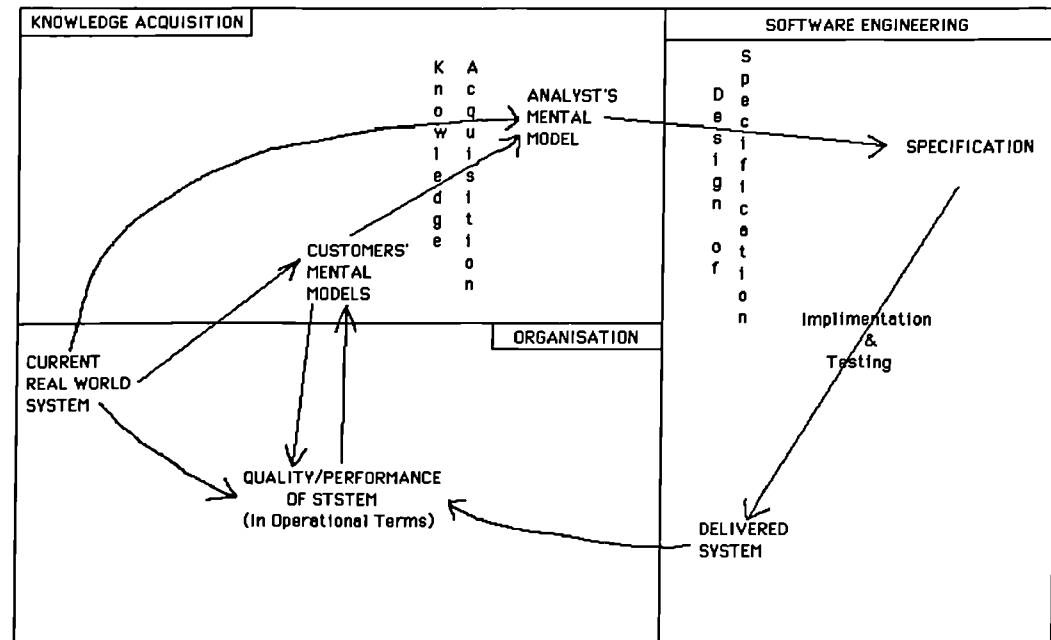 KNOWLEDGE ACQUISITION
SOFTWARE ENGINEERING
Knowledge
Acquisition
ANALYST'S
MENTAL
MODEL
Design of
Specification
SPECIFICATION
CUSTOMERS'
MENTAL
MODELS
Implimentation
&
Testing
ORGANISATION
CURRENT
REAL WORLD
SYSTEM
QUALITY/PERFORMANCE
OF STSTEM
(In Operational Terms)
DELIVERED
SYSTEM